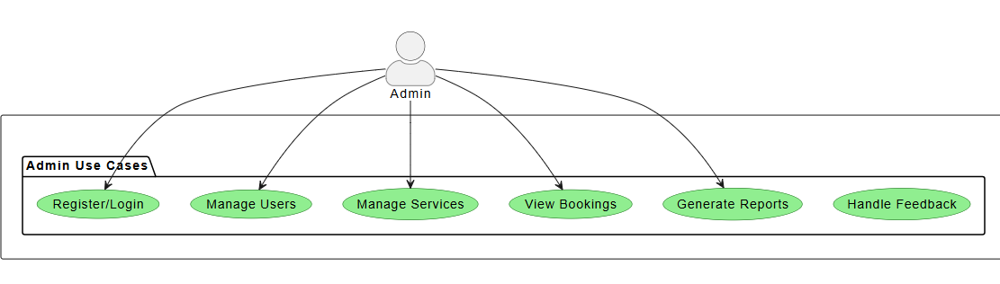 Admin
Admin Use Cases
Register/Login
Manage Users
Manage Services
View Bookings
Generate Reports
Handle Feedback